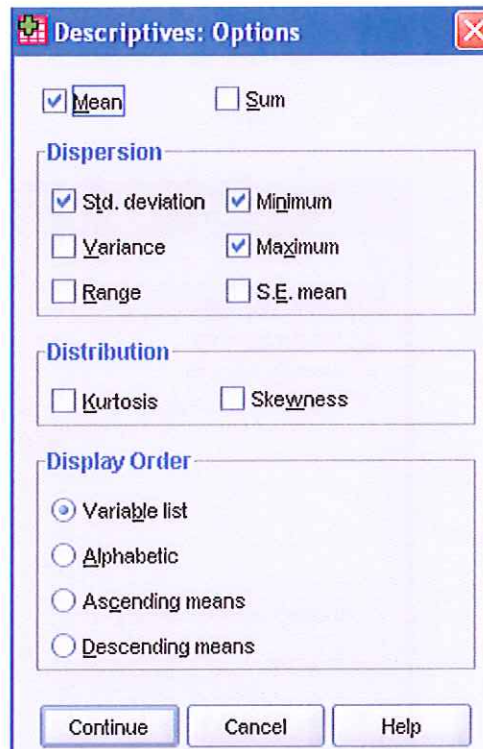 Descriptives: Options
Mean Sum
Dispersion
Std. deviation Minimum
Variance Maximum
Range S.E. mean
Distribution
Kurtosis Skewness
Display Order
Variable list
Alphabetic
Ascending means
Descending means
Continue Cancel Help